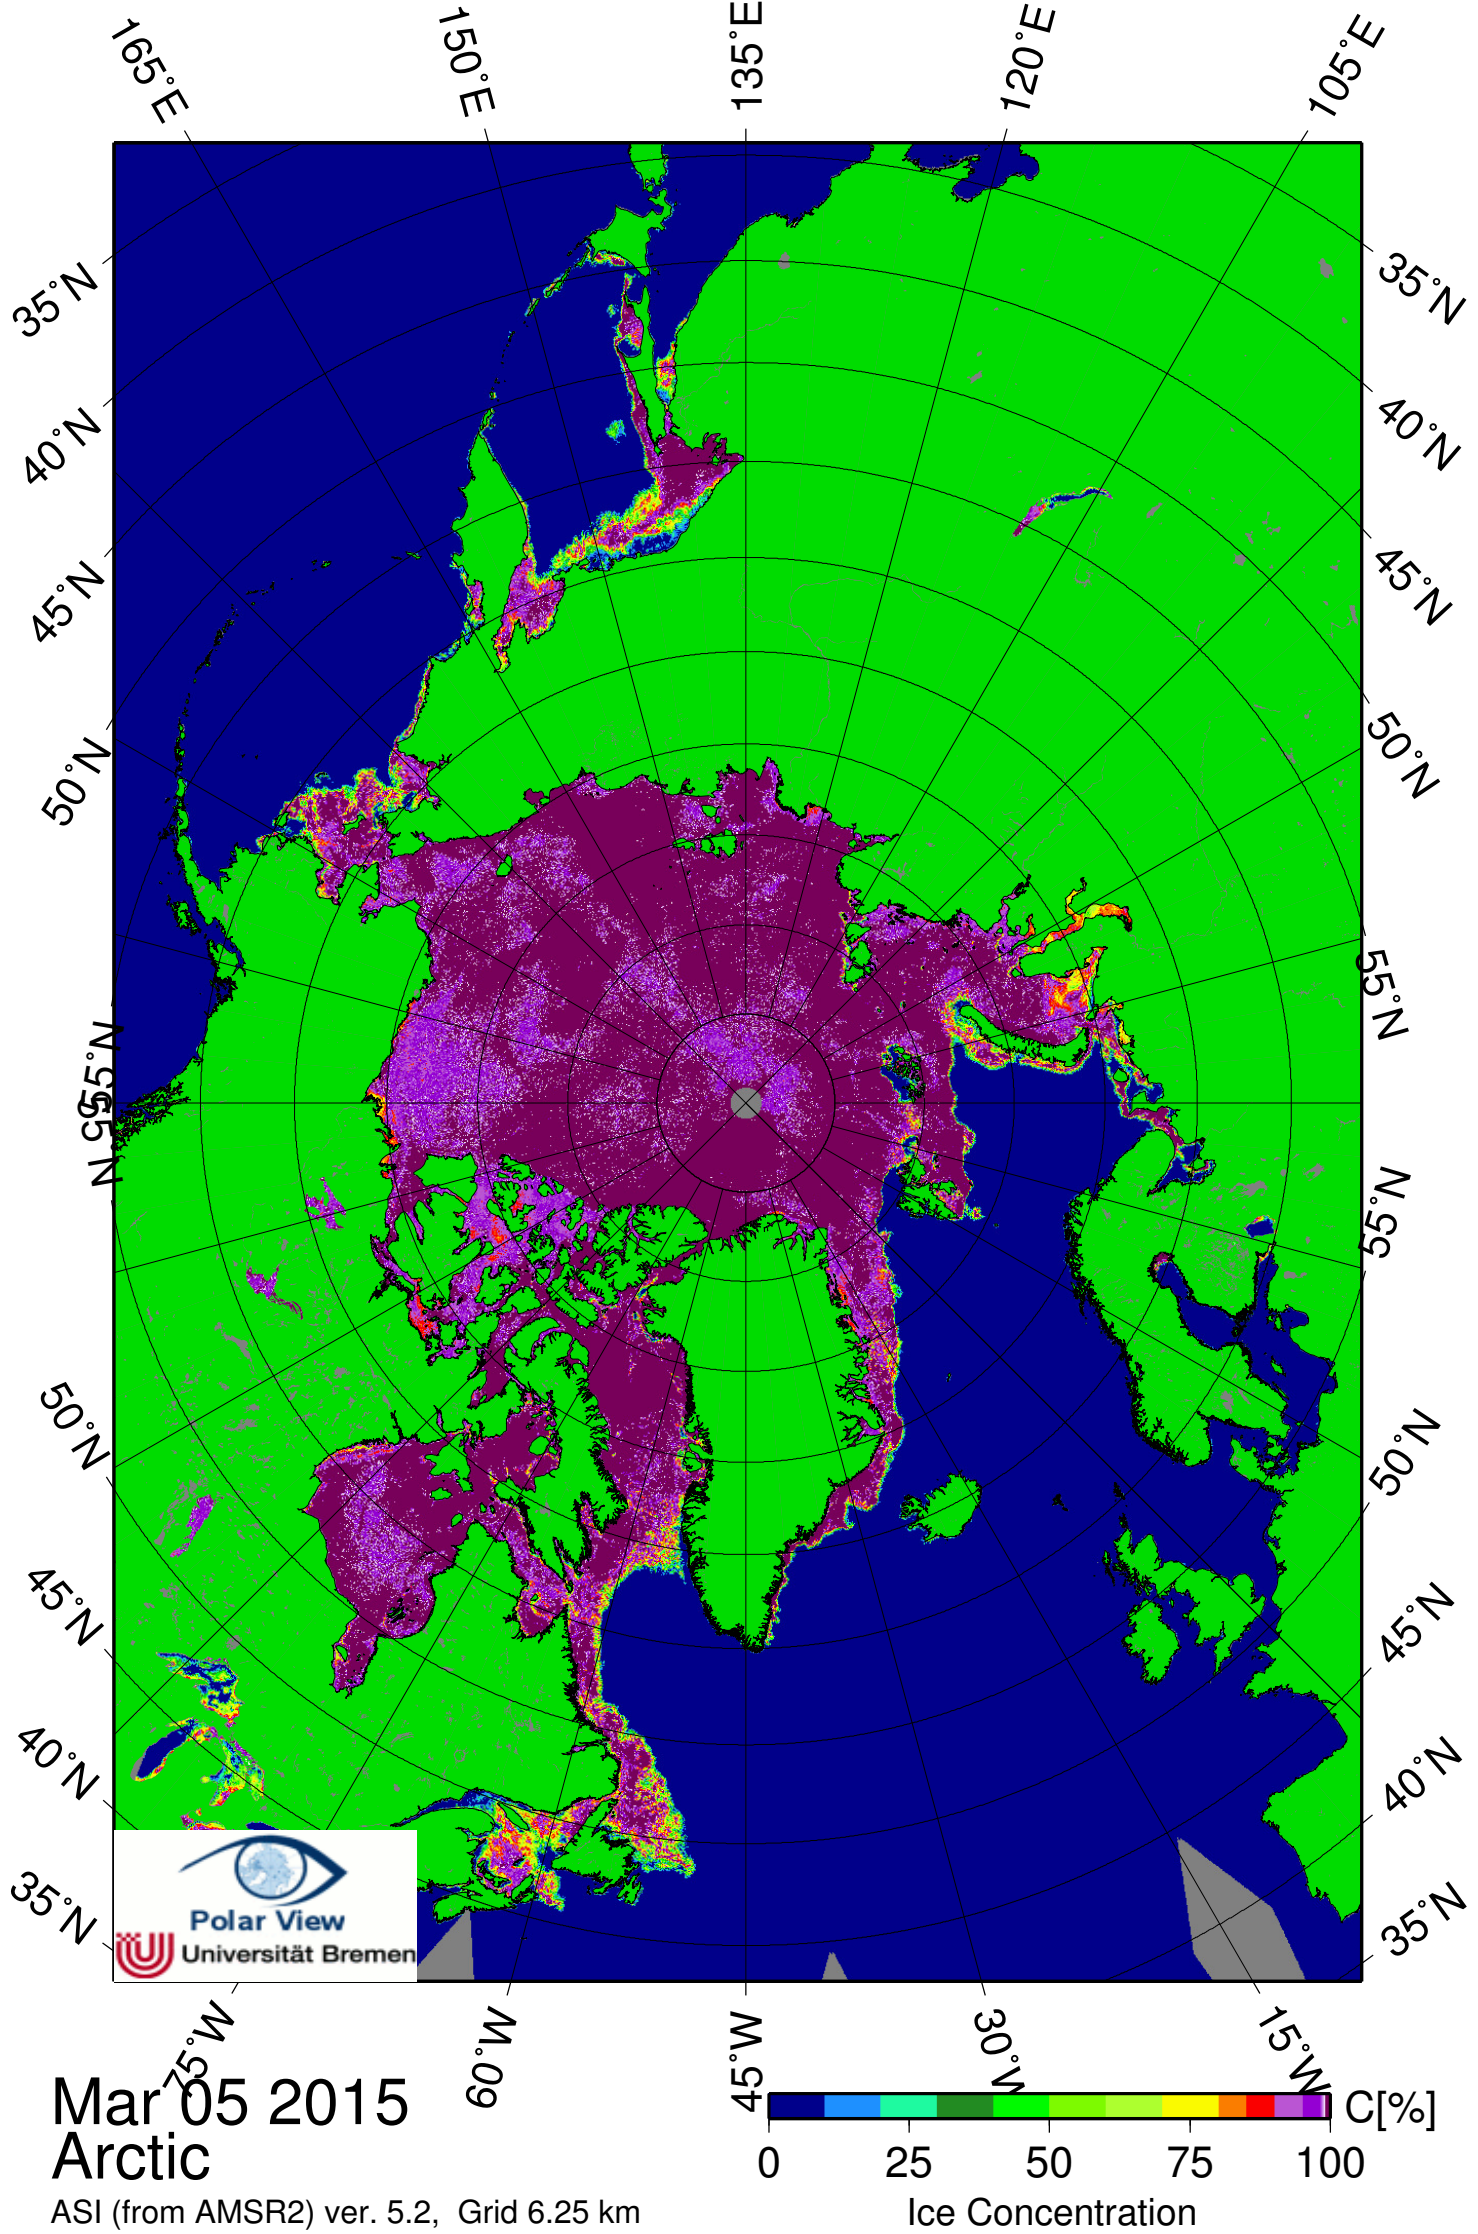 165°E 150°E 135°E 120°E 105°E
35°N 35°N
40°N 40°N
45°N 45°N
50°N 50°N
55°N 55°N
55°N 55°N
50°N 50°N
45°N 45°N
40°N 40°N
35°N 35°N
Polar View
Universität Bremen
75°W 60°W 45°W 30°W 15°W
Mar 05 2015
Arctic
C[%]
0 25 50 75 100
ASI (from AMSR2) ver. 5.2, Grid 6.25 km
Ice Concentration